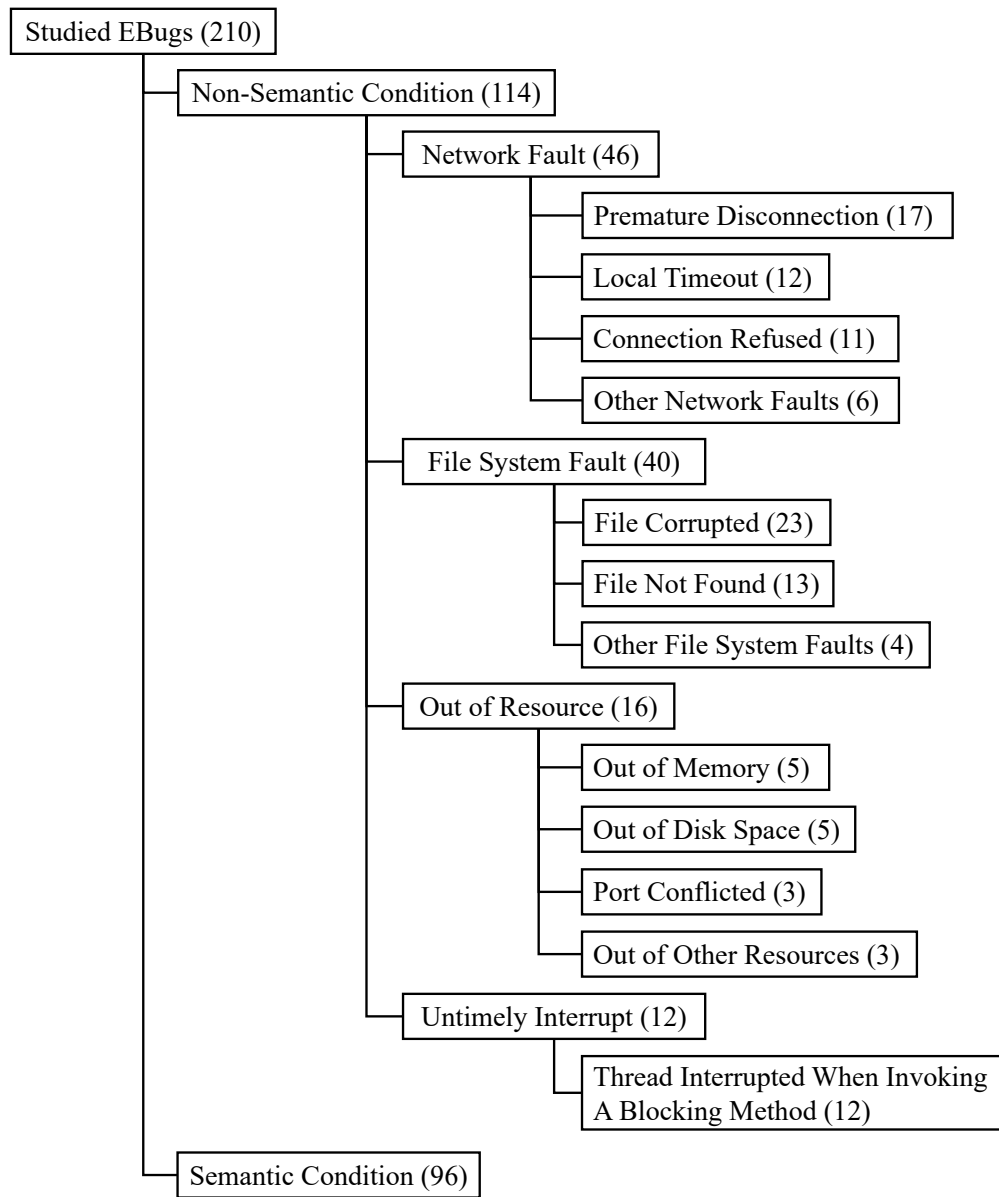 Studied EBugs (210)
Non-Semantic Condition (114)
Network Fault (46)
Premature Disconnection (17)
Local Timeout (12)
Connection Refused (11)
Other Network Faults (6)
File System Fault (40)
File Corrupted (23)
File Not Found (13)
Other File System Faults (4)
Out of Resource (16)
Out of Memory (5)
Out of Disk Space (5)
Port Conflicted (3)
Out of Other Resources (3)
Untimely Interrupt (12)
Thread Interrupted When Invoking
A Blocking Method (12)
Semantic Condition (96)